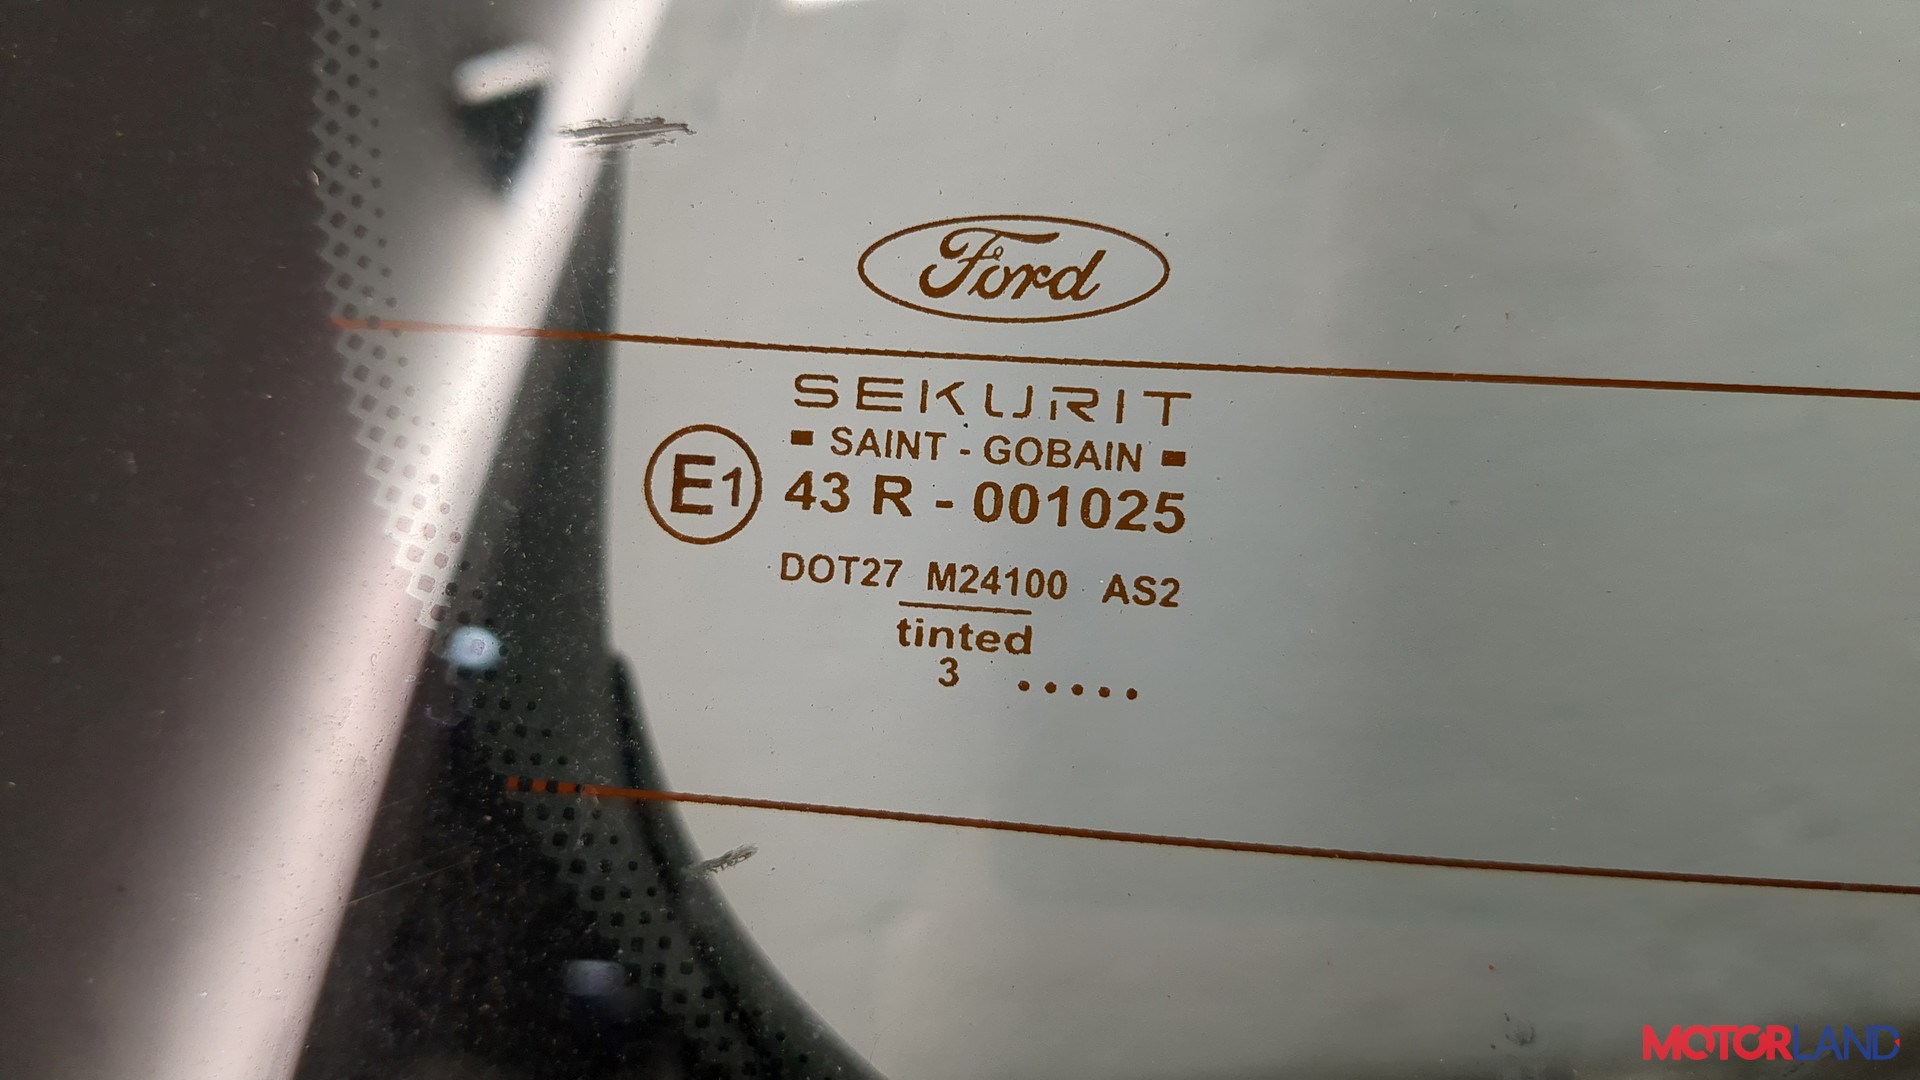 Ford
SEKURIT
SAINT - GOBAIN
E1 43 R - 001025
DOT27 M24100 AS2
tinted
3 .....
MOTORLAND